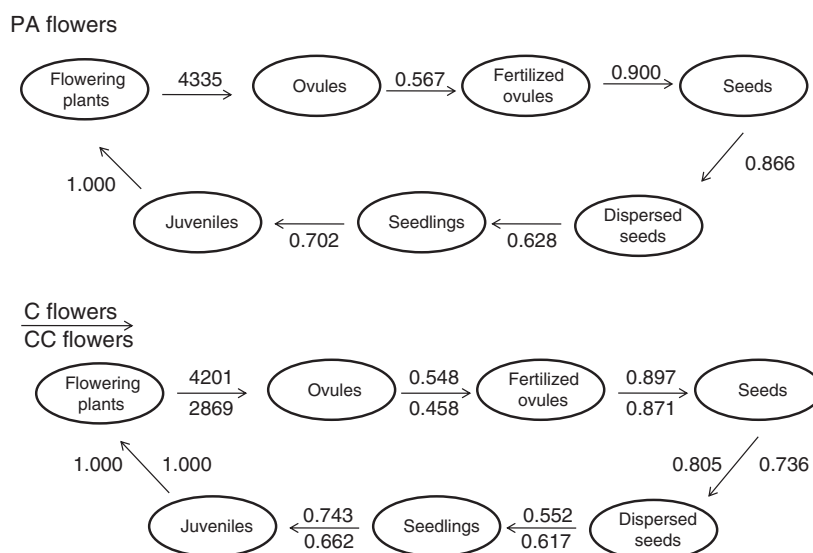 PA flowers
Flowering
plants
4335
Ovules
0.567
Fertilized
ovules
0.900
Seeds
0.866
Dispersed
seeds
0.628
Seedlings
0.702
Juveniles
1.000
C flowers
CC flowers
Flowering
plants
4201
2869
Ovules
0.548
0.458
Fertilized
ovules
0.897
0.871
Seeds
0.805
0.736
Dispersed
seeds
0.552
0.617
Seedlings
0.743
0.662
Juveniles
1.000
1.000